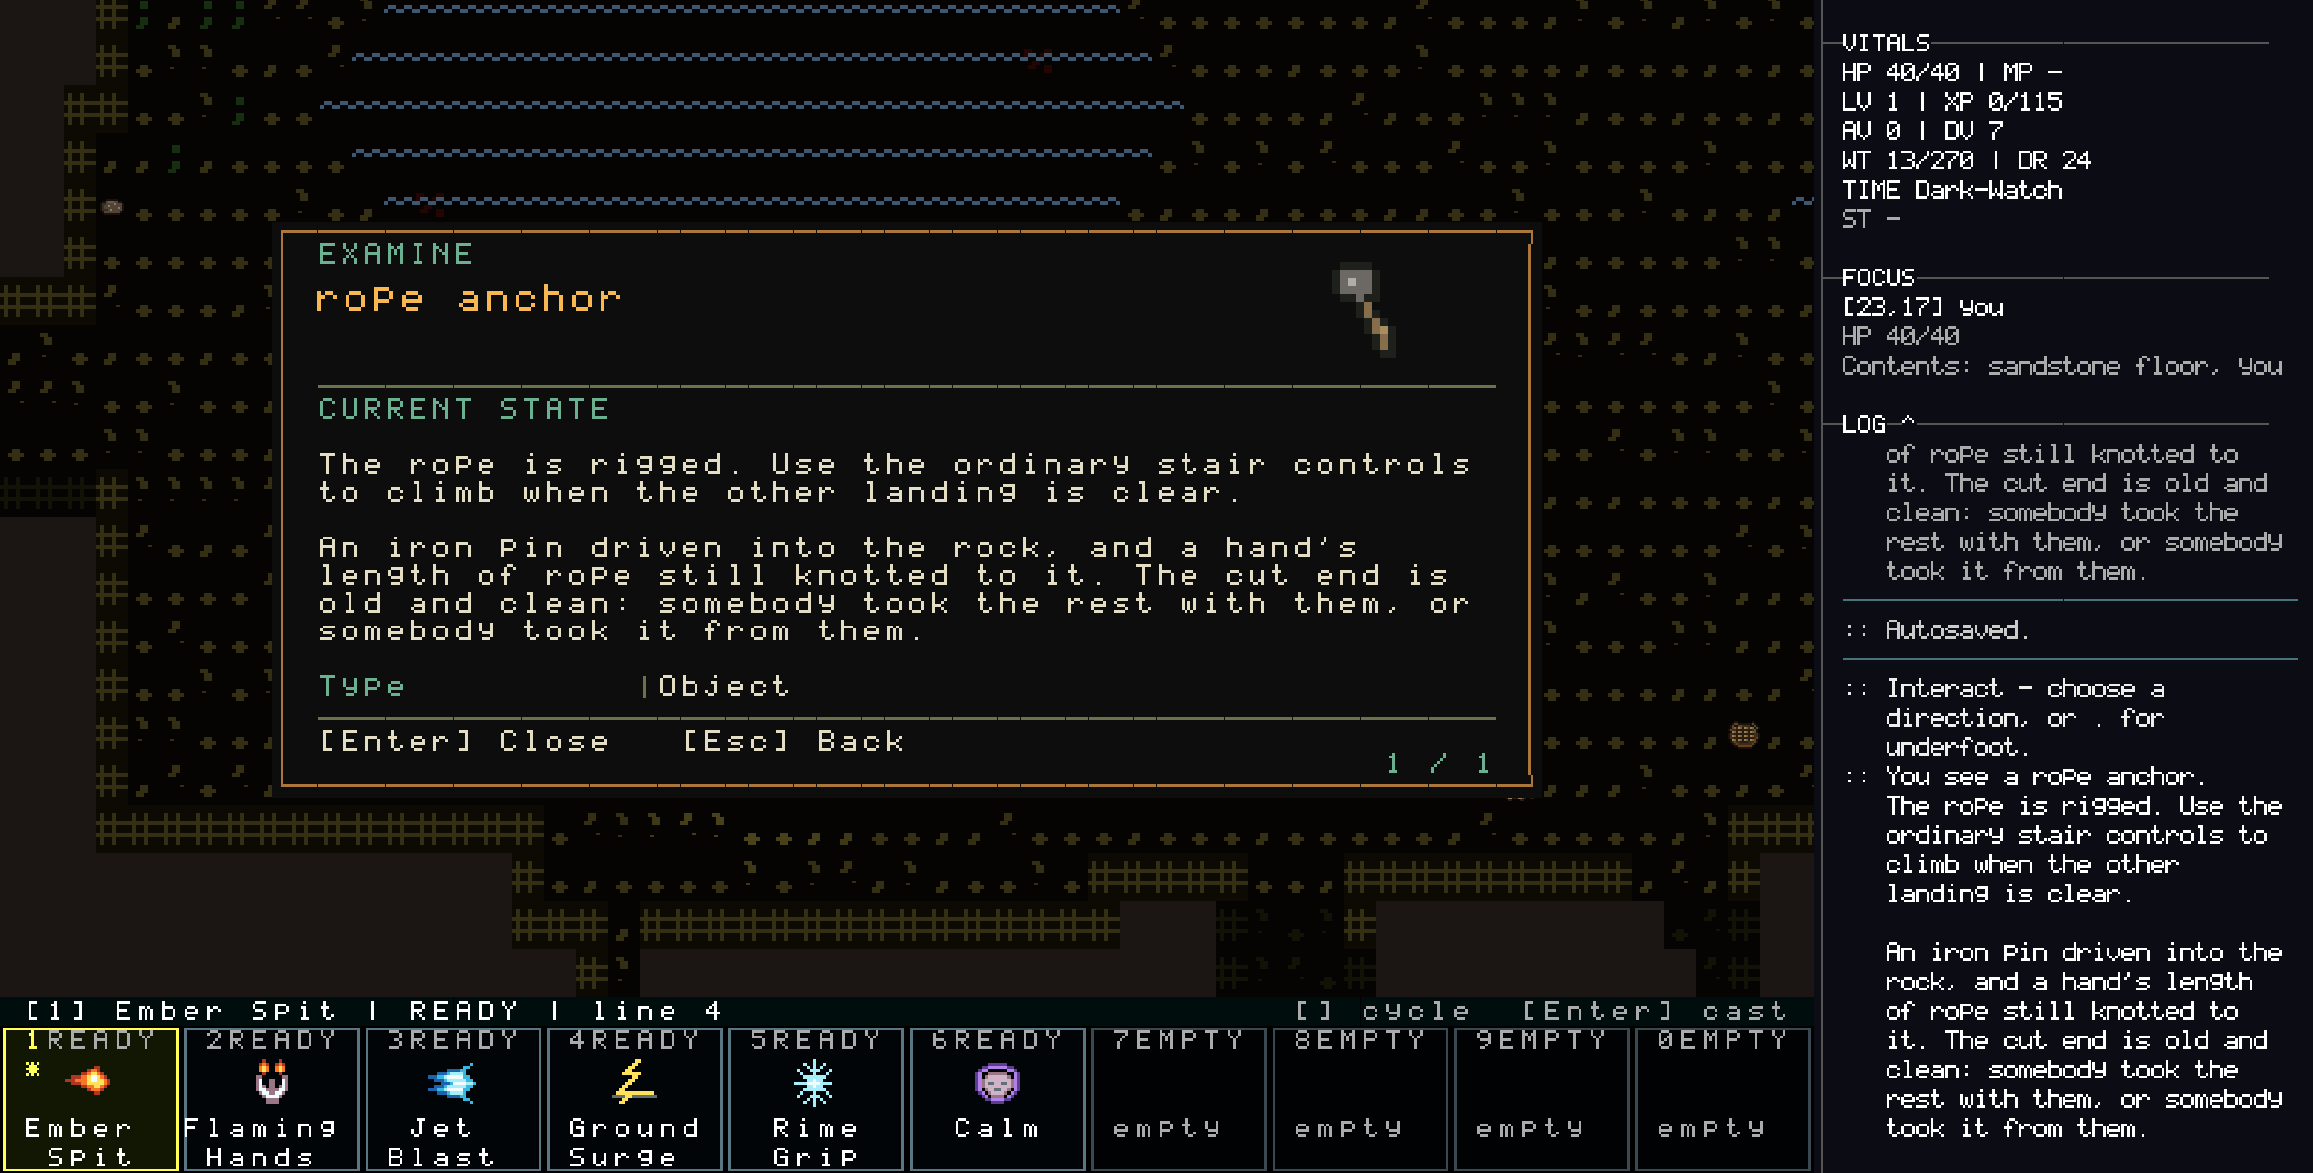 EXAMINE
rope anchor
CURRENT STATE
The rope is rigged. Use the ordinary stair controls
to climb when the other landing is clear.
An iron pin driven into the rock, and a hand's
length of rope still knotted to it. The cut end is
old and clean: somebody took the rest with them, or
somebody took it from them.
Type |Object
[Enter] Close [Esc] Back
1 / 1
[1] Ember Spit | READY | line 4
[] cycle [Enter] cast
1READY 2READY 3READY 4READY 5READY 6READY 7EMPTY 8EMPTY 9EMPTY 0EMPTY
*
Ember Flaming Jet Ground Rime Calm empty empty empty empty
Spit Hands Blast Surge Grip
VITALS
HP 40/40 | MP -
LV 1 | XP 0/115
AV 0 | DV 7
WT 13/270 | DR 24
TIME Dark-Watch
ST -
FOCUS
[23,17] you
HP 40/40
Contents: sandstone floor, you
LOG ^
of rope still knotted to
it. The cut end is old and
clean: somebody took the
rest with them, or somebody
took it from them.
:: Autosaved.
:: Interact - choose a
direction, or . for
underfoot.
:: You see a rope anchor.
The rope is rigged. Use the
ordinary stair controls to
climb when the other
landing is clear.
An iron pin driven into the
rock, and a hand's length
of rope still knotted to
it. The cut end is old and
clean: somebody took the
rest with them, or somebody
took it from them.